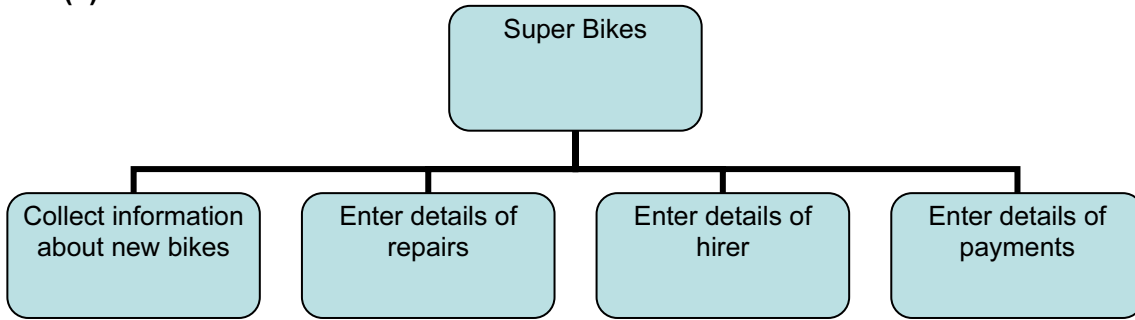 Super Bikes
Collect information
about new bikes
Enter details of
repairs
Enter details of
hirer
Enter details of
payments